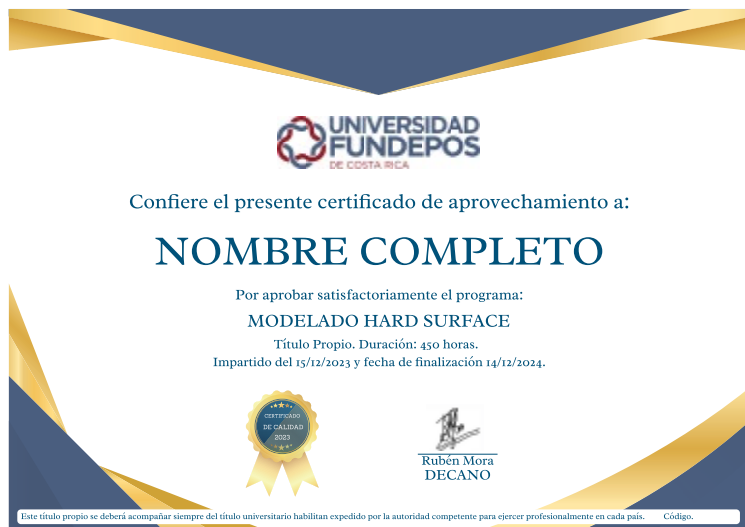 UNIVERSIDAD
FUNDEPOS
DE COSTA RICA
Confiere el presente certificado de aprovechamiento a:
NOMBRE COMPLETO
Por aprobar satisfactoriamente el programa:
MODELADO HARD SURFACE
Título Propio. Duración: 450 horas.
Impartido del 15/12/2023 y fecha de finalización 14/12/2024.
CERTIFICADO
DE CALIDAD
2023
Rubén Mora
DECANO
Este título propio se deberá acompañar siempre del título universitario habilitan expedido por la autoridad competente para ejercer profesionalmente en cada país. Código.